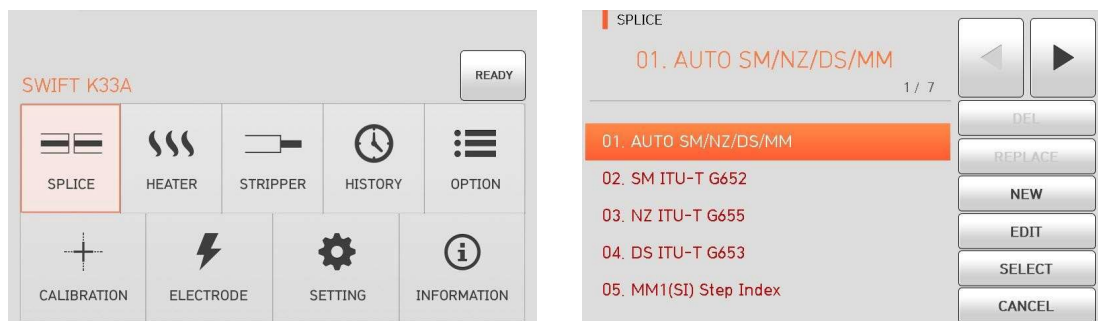 SWIFT K33A
READY
SPLICE
HEATER
STRIPPER
HISTORY
OPTION
CALIBRATION
ELECTRODE
SETTING
INFORMATION
SPLICE
01. AUTO SM/NZ/DS/MM
1/ 7
01. AUTO SM/NZ/DS/MM
02. SM ITU-T G652
03. NZ ITU-T G655
04. DS ITU-T G653
05. MM1(SI) Step Index
DEL
REPLACE
NEW
EDIT
SELECT
CANCEL